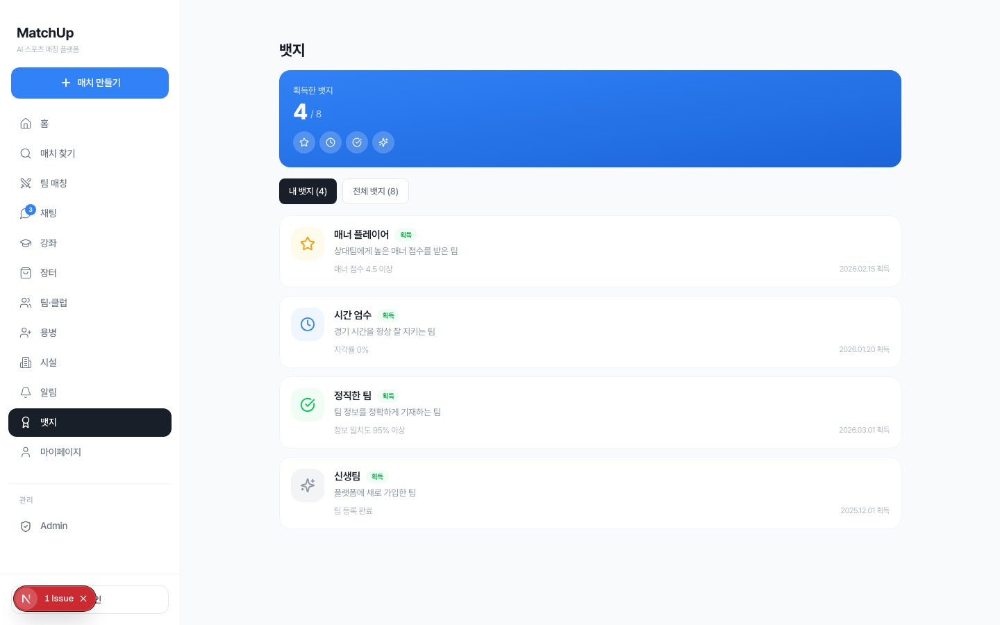 MatchUp
AI 스포츠 매칭 플랫폼
매치 만들기
홈
매치 찾기
팀 매칭
3
채팅
강좌
장터
팀·클럽
용병
시설
알림
뱃지
마이페이지
관리
Admin
1 Issue
뱃지
획득한 뱃지
4 / 8
내 뱃지 (4)
전체 뱃지 (8)
매너 플레이어 획득
상대팀에게 높은 매너 점수를 받은 팀
매너 점수 4.5 이상
2026.02.15 획득
시간 엄수 획득
경기 시간을 항상 잘 지키는 팀
지각률 0%
2026.01.20 획득
정직한 팀 획득
팀 정보를 정확하게 기재하는 팀
정보 일치도 95% 이상
2026.03.01 획득
신생팀 획득
플랫폼에 새로 가입한 팀
팀 등록 완료
2025.12.01 획득